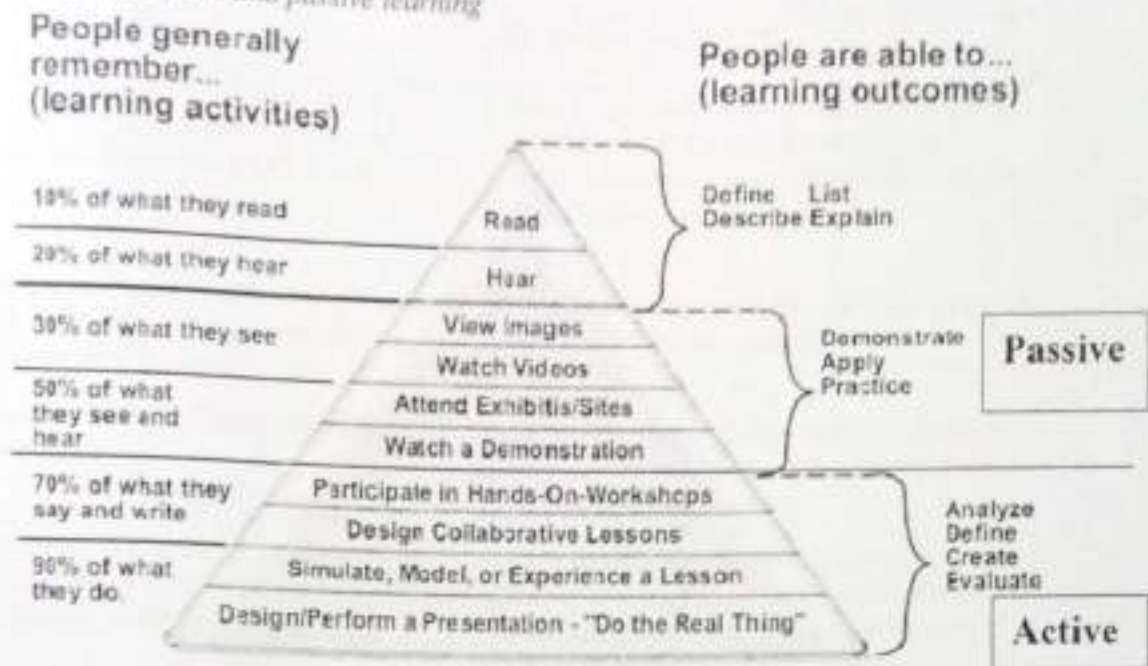 and passive learning
People generally
remember...
(learning activities)
People are able to...
(learning outcomes)
10% of what they read
Read
Define List
Describe Explain
20% of what they hear
Hear
30% of what they see
View Images
Watch Videos
Demonstrate
Apply
Practice
Passive
50% of what
they see and
hear
Attend Exhibitis/Sites
Watch a Demonstration
70% of what they
say and write
Participate in Hands-On-Workshops
Design Collaborative Lessons
Analyze
Define
Create
Evaluate
90% of what
they do.
Simulate, Model, or Experience a Lesson
Design/Perform a Presentation - "Do the Real Thing"
Active